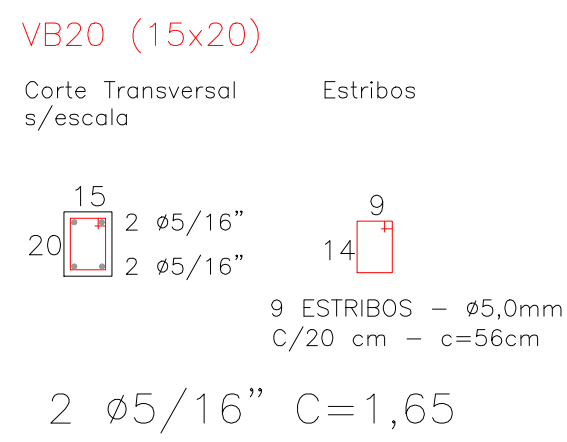 VB20 (15x20)
Corte Transversal
s/escala
Estribos
15
20
2 ø5/16”
2 ø5/16”
9
14
9 ESTRIBOS – ø5,0mm
C/20 cm – c=56cm
2 ø5/16” C=1,65